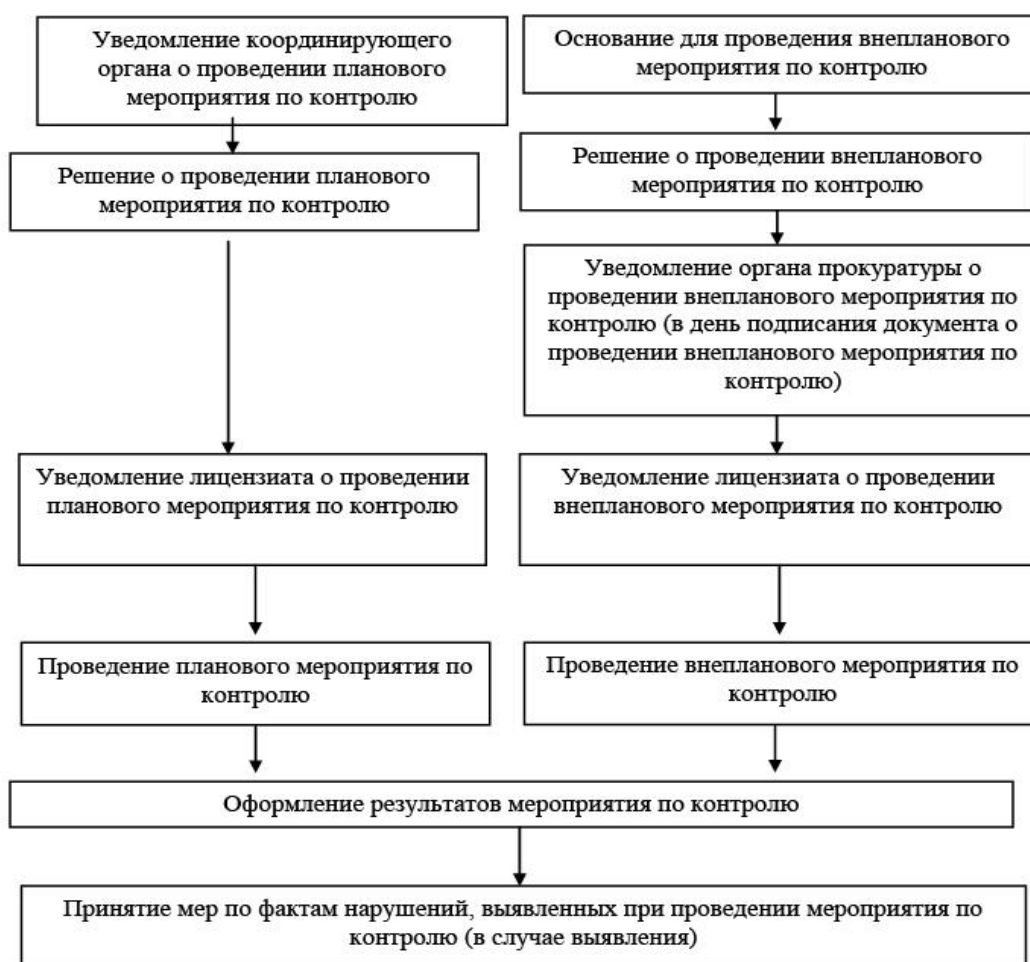 Уведомление координирующего
органа о проведении планового
мероприятия по контролю
Основание для проведения внепланового
мероприятия по контролю
Решение о проведении планового
мероприятия по контролю
Решение о проведении внепланового
мероприятия по контролю
Уведомление органа прокуратуры о
проведении внепланового мероприятия по
контролю (в день подписания документа о
проведении внепланового мероприятия по
контролю)
Уведомление лицензиата о проведении
планового мероприятия по контролю
Уведомление лицензиата о проведении
внепланового мероприятия по контролю
Проведение планового мероприятия по
контролю
Проведение внепланового мероприятия по
контролю
Оформление результатов мероприятия по контролю
Принятие мер по фактам нарушений, выявленных при проведении мероприятия по
контролю (в случае выявления)